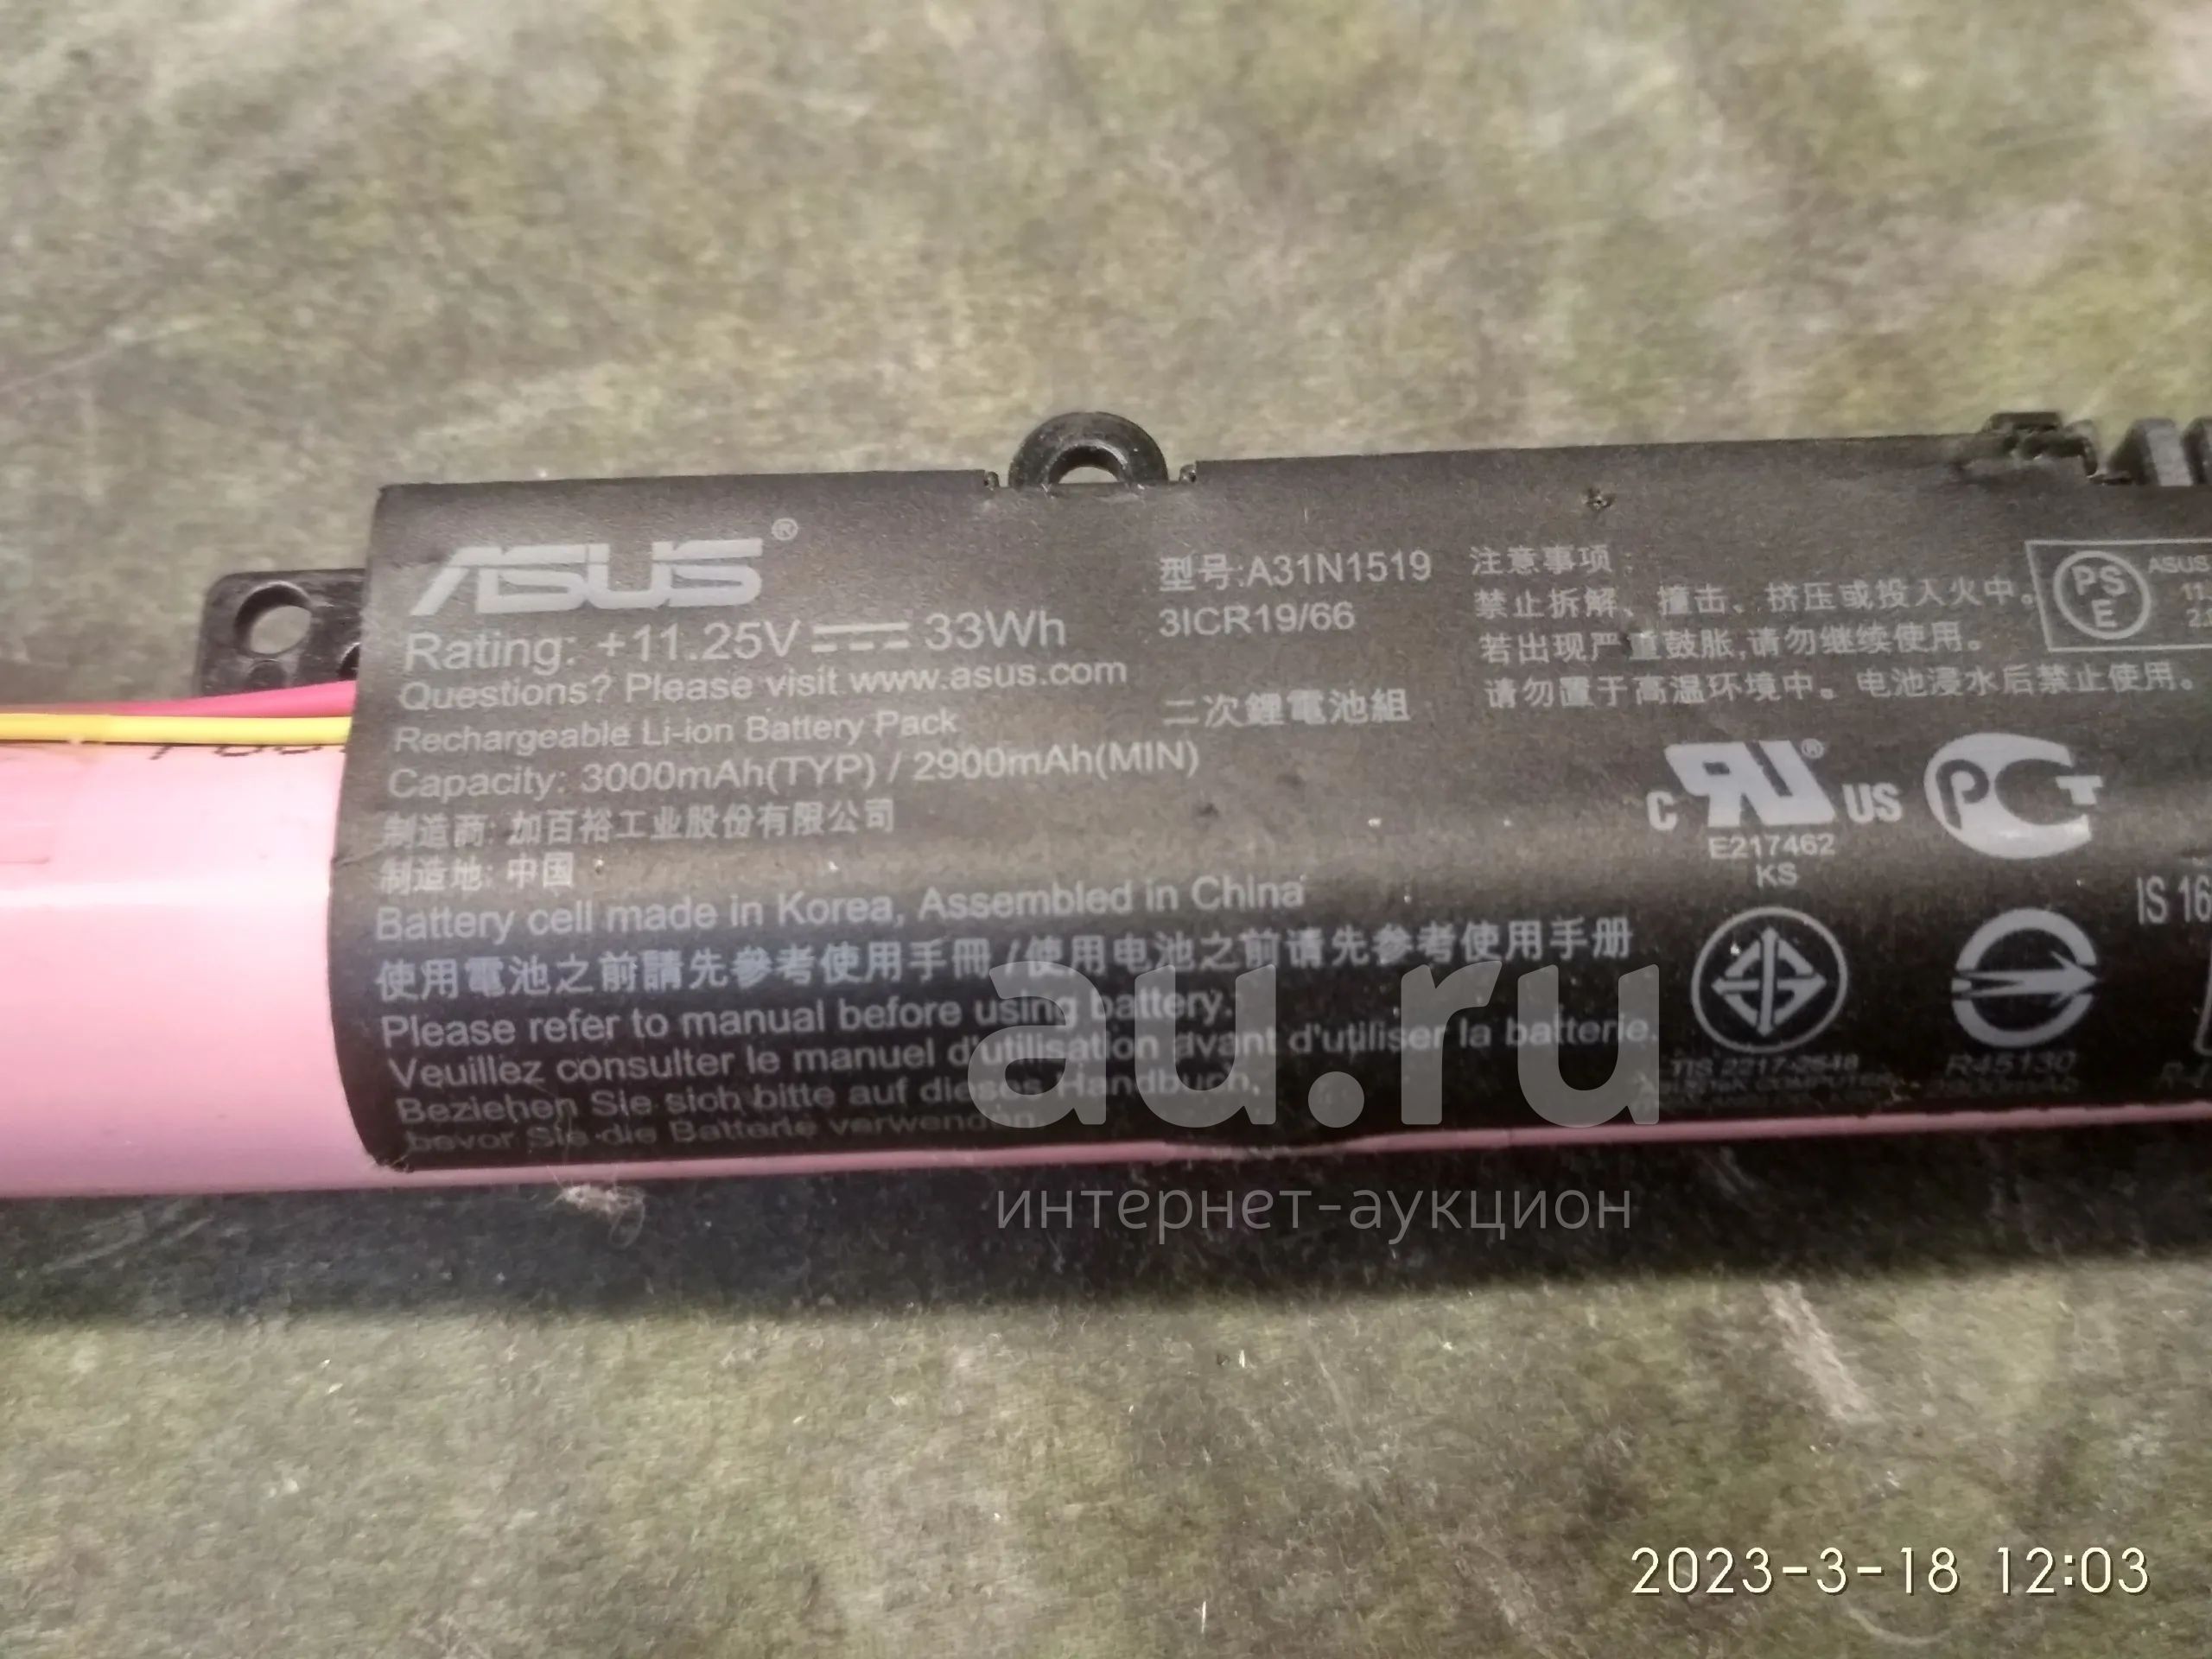 ASUS®
Rating: +11.25V 33Wh
Questions? Please visit www.asus.com
Rechargeable Li-ion Battery Pack
Capacity: 3000mAh(TYP) / 2900mAh(MIN)
制造商: 加百裕工业股份有限公司
制造地: 中国
Battery cell made in Korea, Assembled in China
使用電池之前請先參考使用手冊 /使用电池之前请先参考使用手册
Please refer to manual before using battery.
Veuillez consulter le manuel d'utilisation avant d'utiliser la batterie.
Beziehen Sie sich bitte auf dieses Handbuch,
bevor Sie die Batterie verwenden.
型号:A31N1519
3ICR19/66
二次鋰電池組
注意事项:
禁止拆解、撞击、挤压或投入火中。
若出现严重鼓胀,请勿继续使用。
请勿置于高温环境中。电池浸水后禁止使用。
PS
E
ASUS
C RU® US
E217462
KS
PCT
IS 16
TIS 2217-2548
R45130
au.ru
интернет-аукцион
2023-3-18 12:03